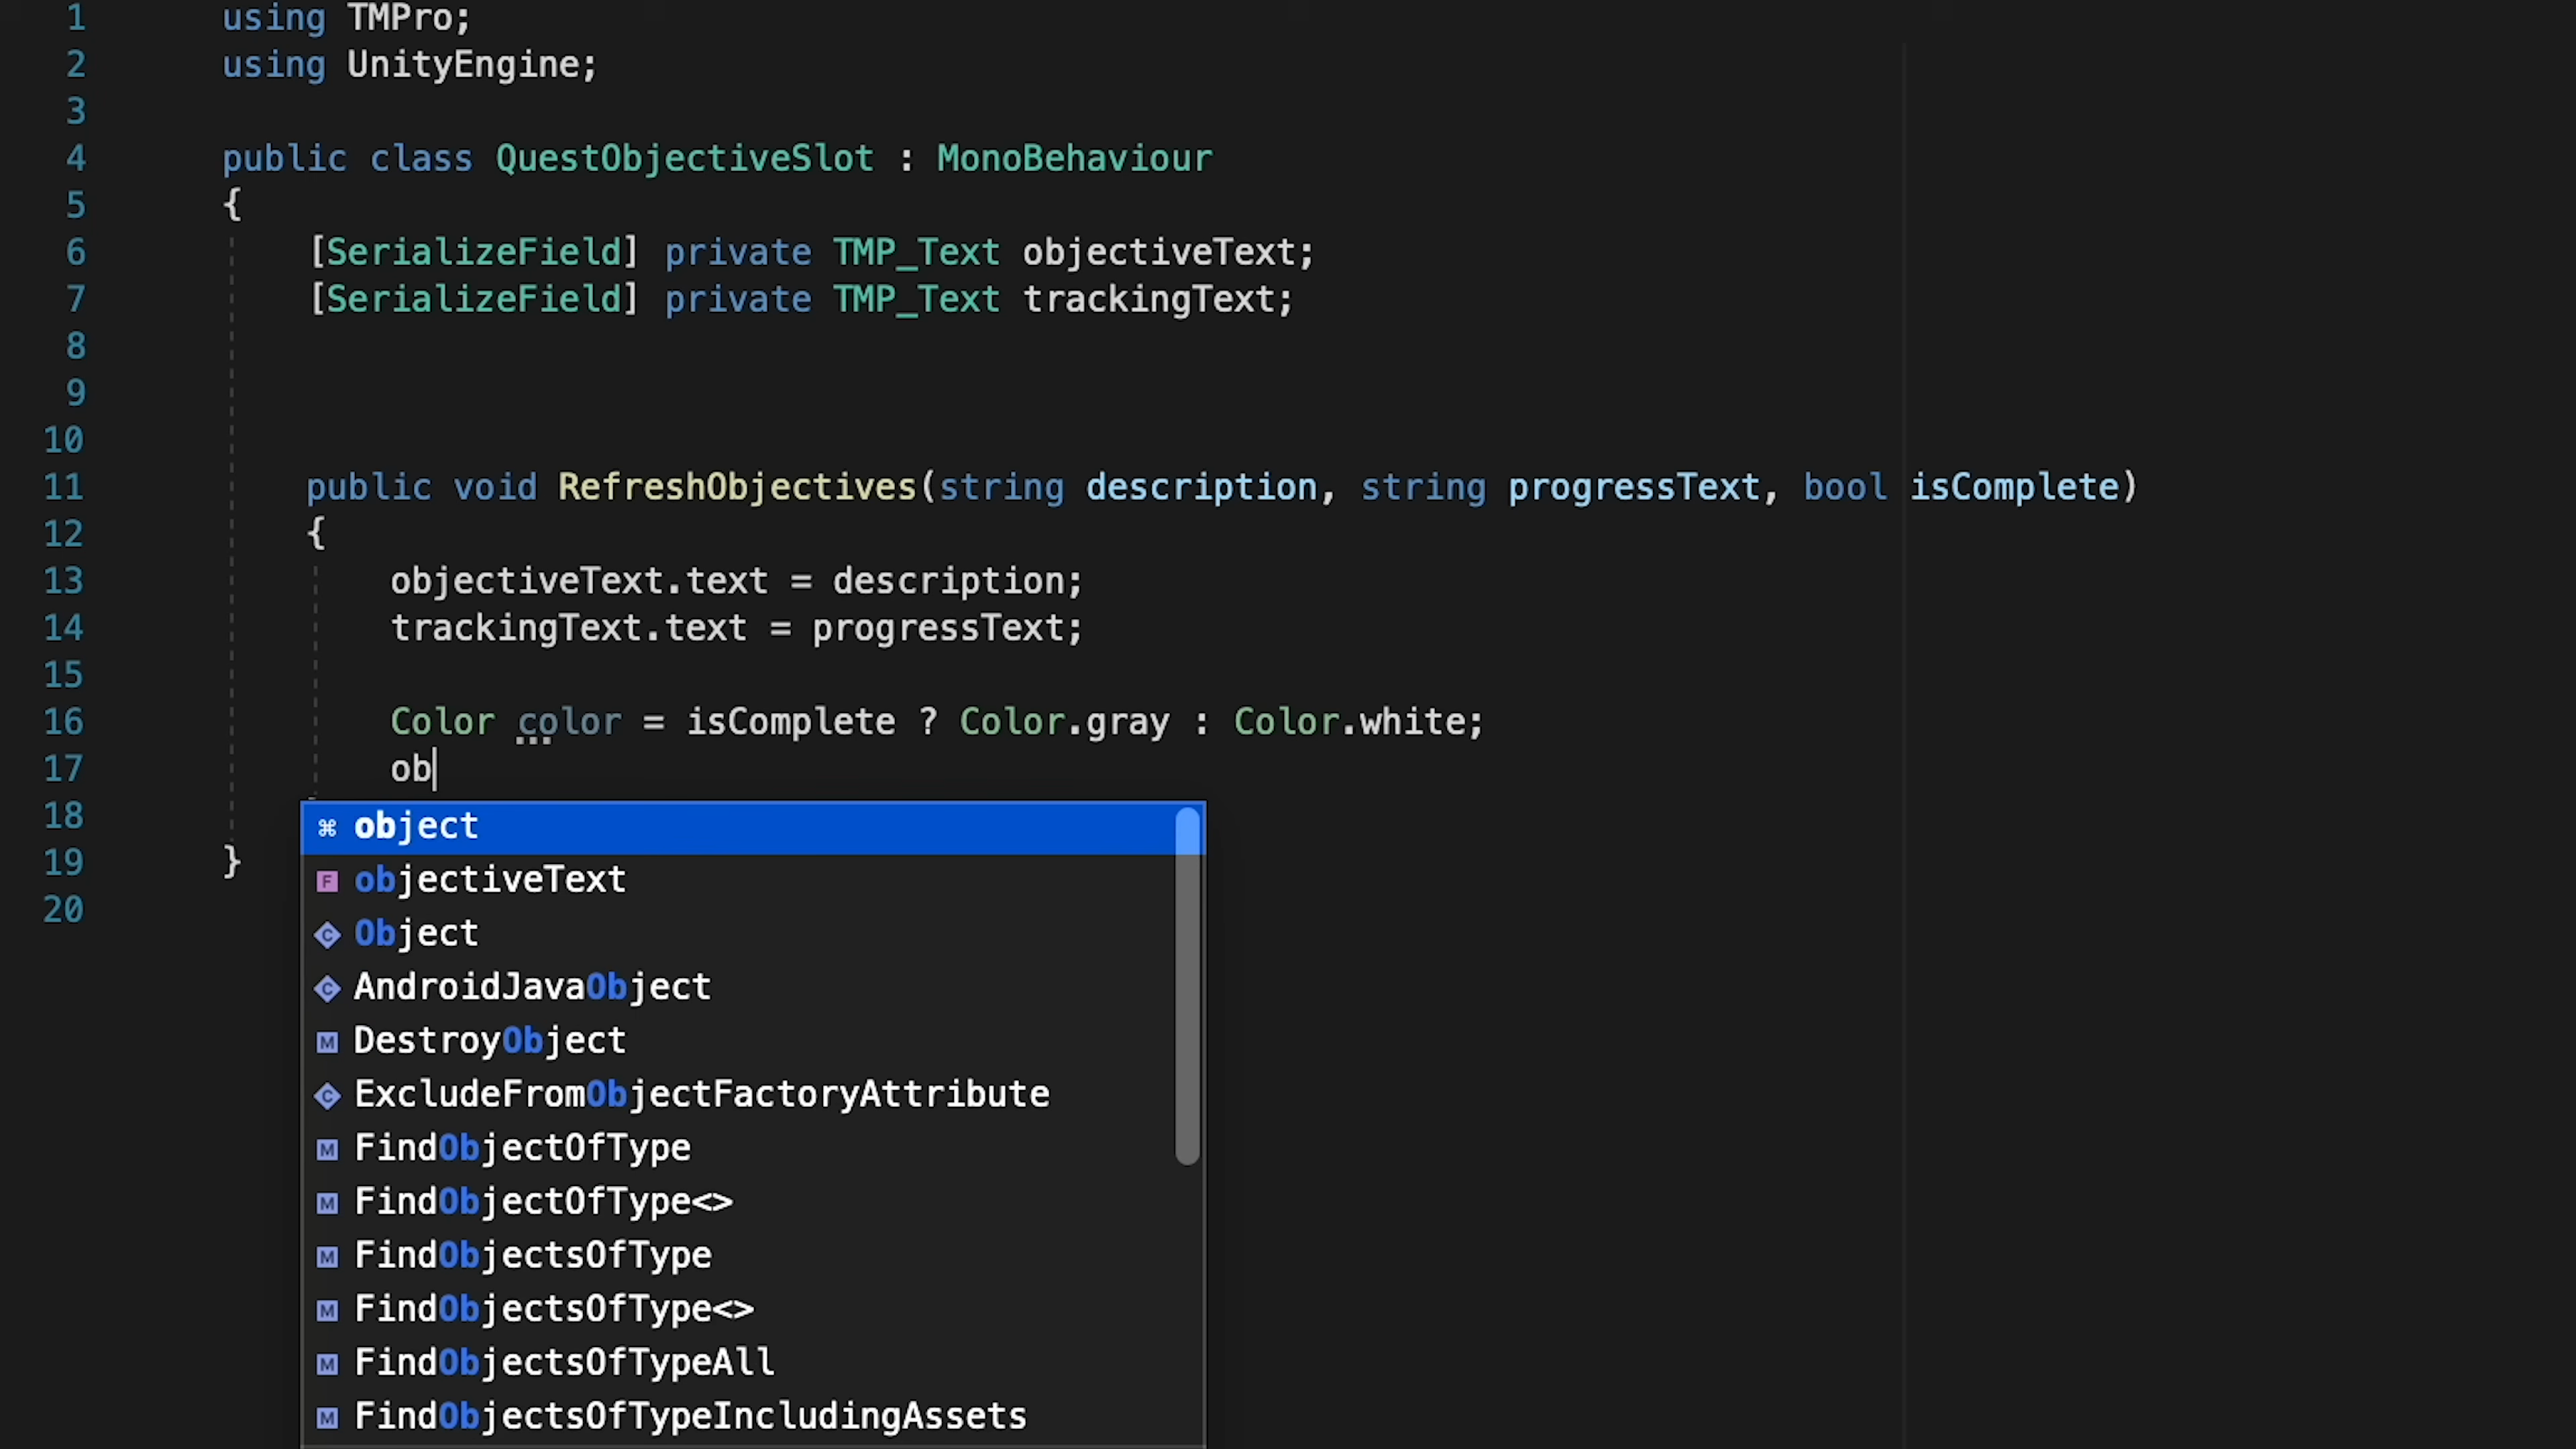 1 using TMPro;
2 using UnityEngine;
3
4 public class QuestObjectiveSlot : MonoBehaviour
5 {
6 [SerializeField] private TMP_Text objectiveText;
7 [SerializeField] private TMP_Text trackingText;
8
9
10
11 public void RefreshObjectives(string description, string progressText, bool isComplete)
12 {
13 objectiveText.text = description;
14 trackingText.text = progressText;
15
16 Color color = isComplete ? Color.gray : Color.white;
17 ob
18
19 }
20
⌘ object
F objectiveText
C Object
C AndroidJavaObject
M DestroyObject
C ExcludeFromObjectFactoryAttribute
M FindObjectOfType
M FindObjectOfType<>
M FindObjectsOfType
M FindObjectsOfType<>
M FindObjectsOfTypeAll
M FindObjectsOfTypeIncludingAssets